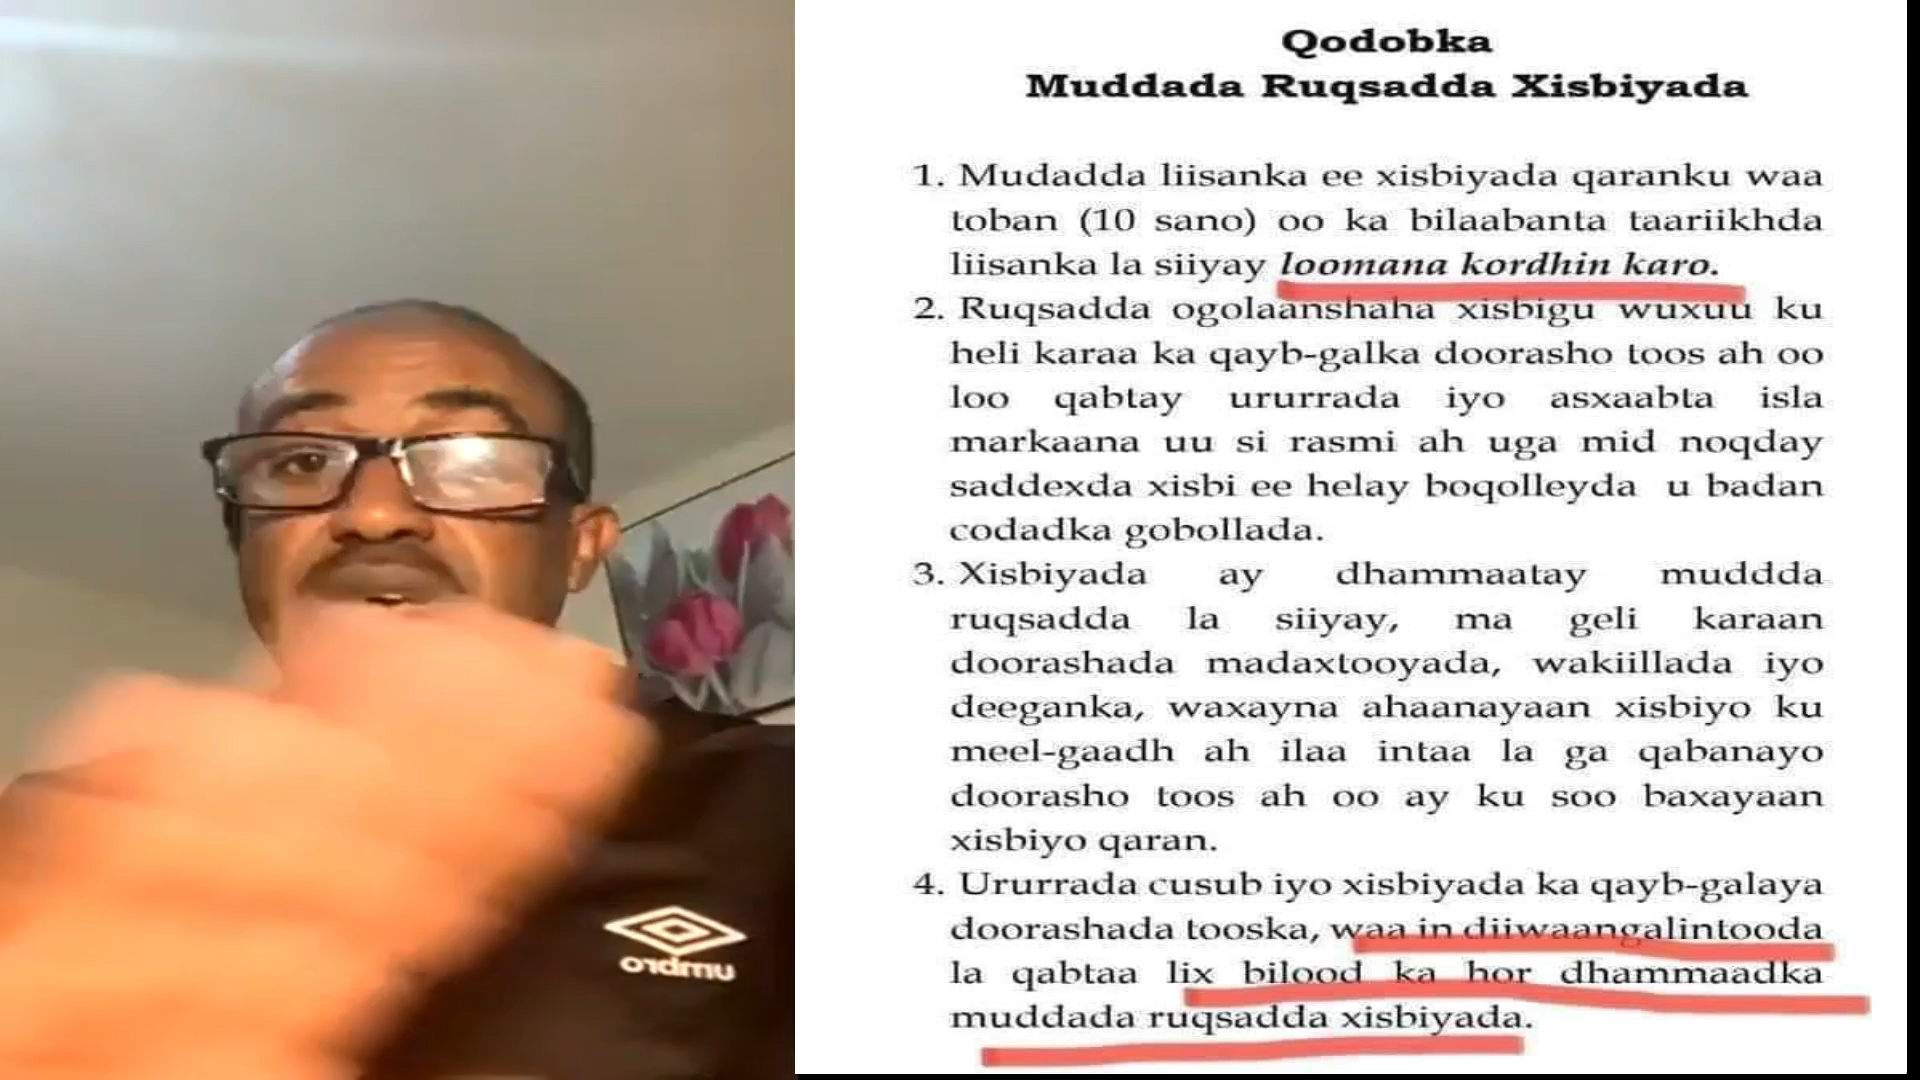 Qodobka
Muddada Ruqsadda Xisbiyada
1. Mudadda liisanka ee xisbiyada qaranku waa
toban (10 sano) oo ka bilaabanta taariikhda
liisanka la siiyay loomana kordhin karo.
2. Ruqsadda ogolaanshaha xisbigu wuxuu ku
heli karaa ka qayb-galka doorasho toos ah oo
loo qabtay ururrada iyo asxaabta isla
markaana uu si rasmi ah uga mid noqday
saddexda xisbi ee helay boqolleyda u badan
codadka gobollada.
3. Xisbiyada ay dhammaatay muddda
ruqsadda la siiyay, ma geli karaan
doorashada madaxtooyada, wakiillada iyo
deeganka, waxayna ahaanayaan xisbiyo ku
meel-gaadh ah ilaa intaa la ga qabanayo
doorasho toos ah oo ay ku soo baxayaan
xisbiyo qaran.
4. Ururrada cusub iyo xisbiyada ka qayb-galaya
doorashada tooska, waa in diiwaangalintooda
la qabtaa lix bilood ka hor dhammaadka
muddada ruqsadda xisbiyada.
umbro